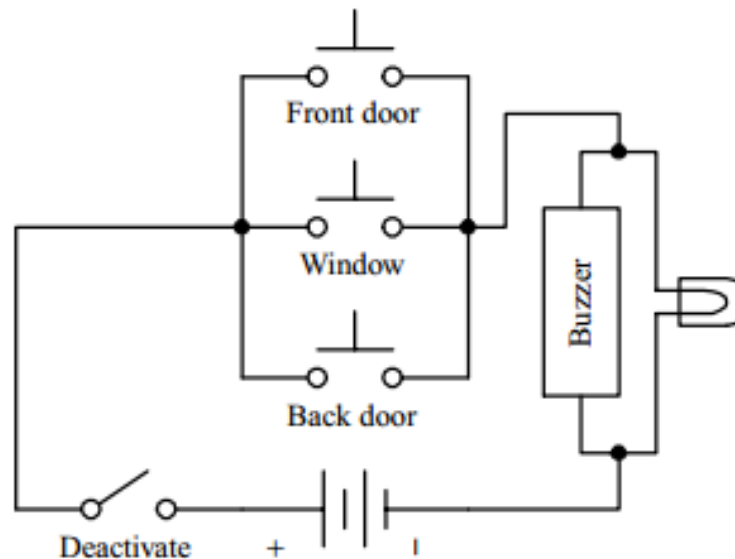 Front door
Window
Buzzer
Back door
Deactivate
+